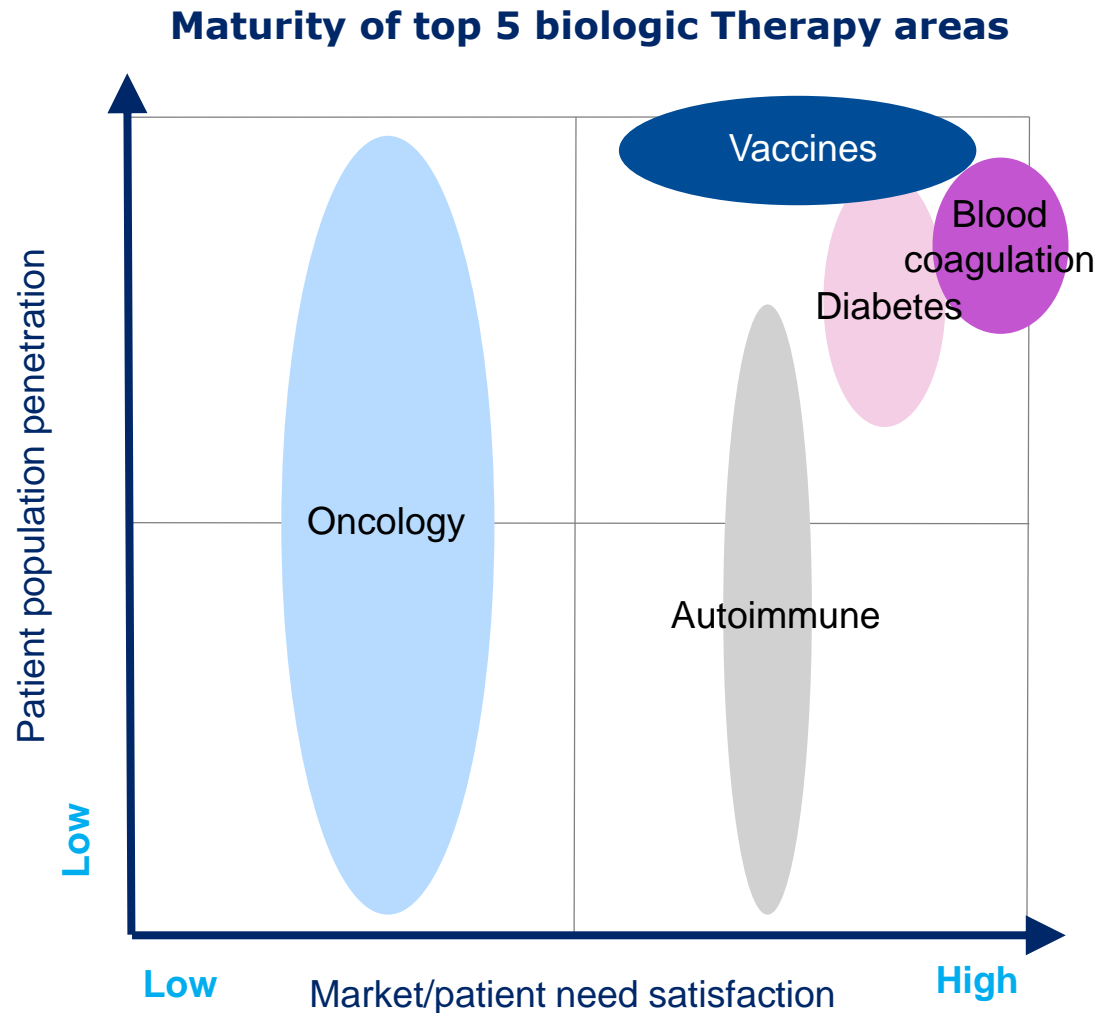 Maturity of top 5 biologic Therapy areas
Vaccines
Blood
coagulation
Diabetes
Oncology
Autoimmune
Patient population penetration
Low
Low
Market/patient need satisfaction
High